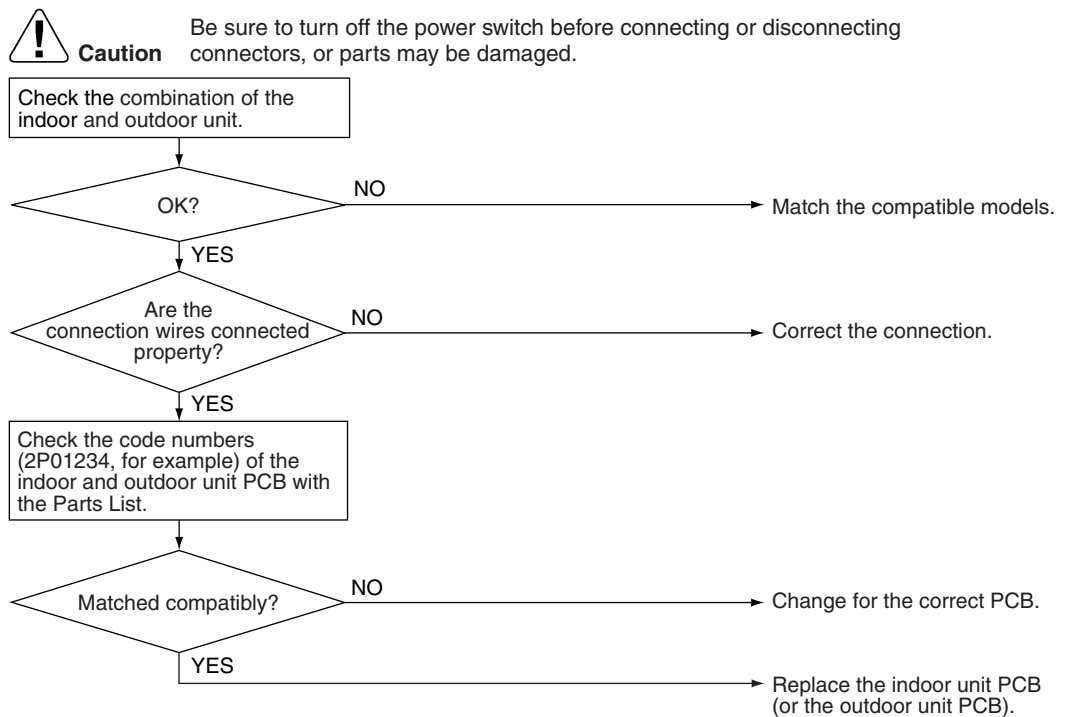 Be sure to turn off the power switch before connecting or disconnecting
Caution connectors, or parts may be damaged.
Check the combination of the
indoor and outdoor unit.
OK?
NO
Match the compatible models.
YES
Are the
connection wires connected
property?
NO
Correct the connection.
YES
Check the code numbers
(2P01234, for example) of the
indoor and outdoor unit PCB with
the Parts List.
Matched compatibly?
NO
Change for the correct PCB.
YES
Replace the indoor unit PCB
(or the outdoor unit PCB).